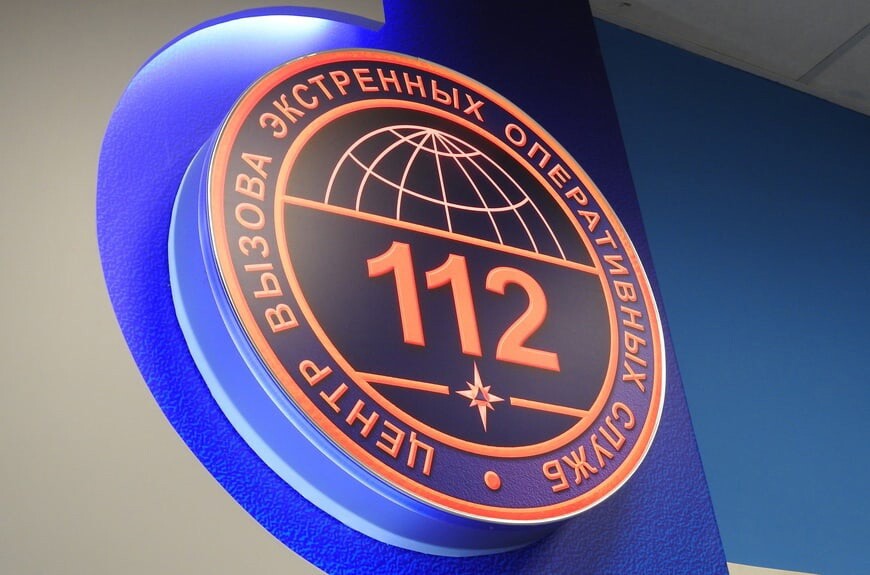 ЦЕНТР ВЫЗОВА ЭКСТРЕННЫХ ОПЕРАТИВНЫХ СЛУЖБ
112